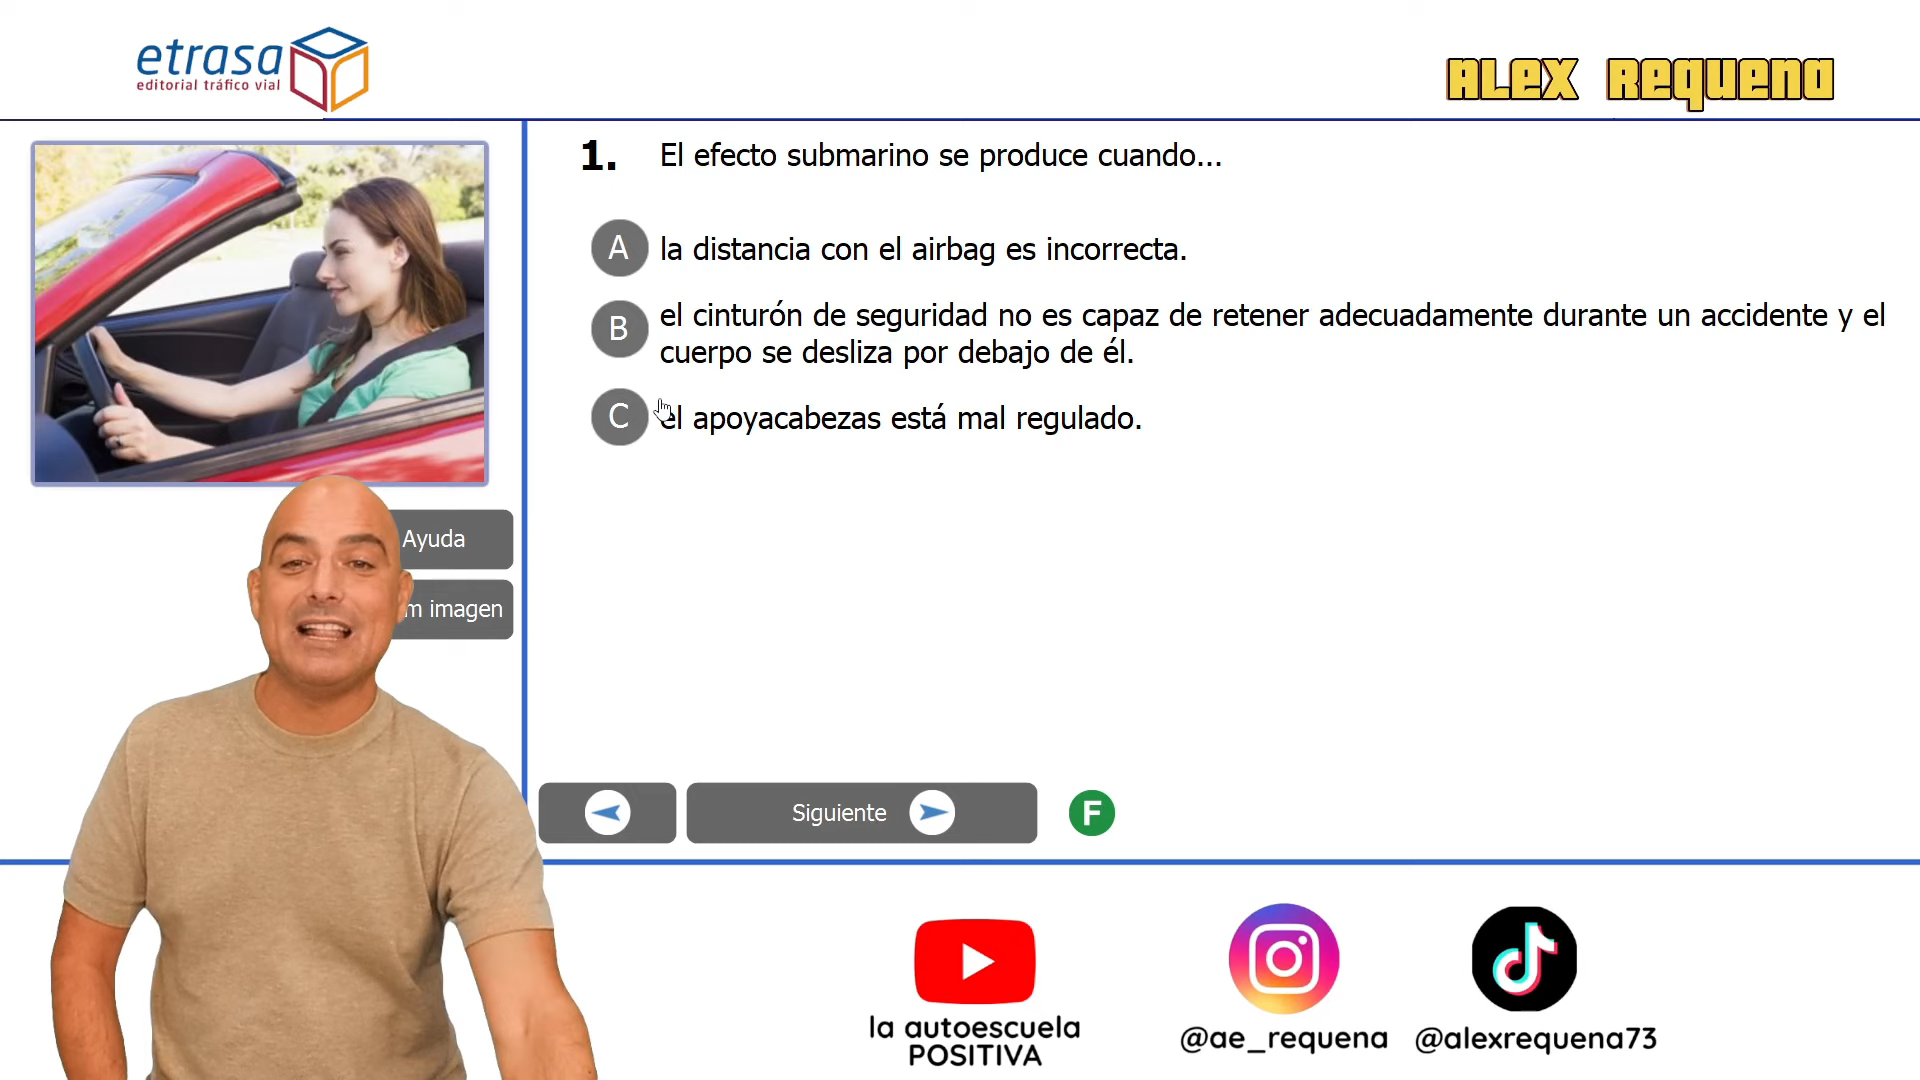 etrasa
editorial tráfico vial
ALEX REQUENA
1. El efecto submarino se produce cuando...
A la distancia con el airbag es incorrecta.
B el cinturón de seguridad no es capaz de retener adecuadamente durante un accidente y el
cuerpo se desliza por debajo de él.
C el apoyacabezas está mal regulado.
Ayuda
m imagen
Siguiente
F
la autoescuela
POSITIVA
@ae_requena
@alexrequena73